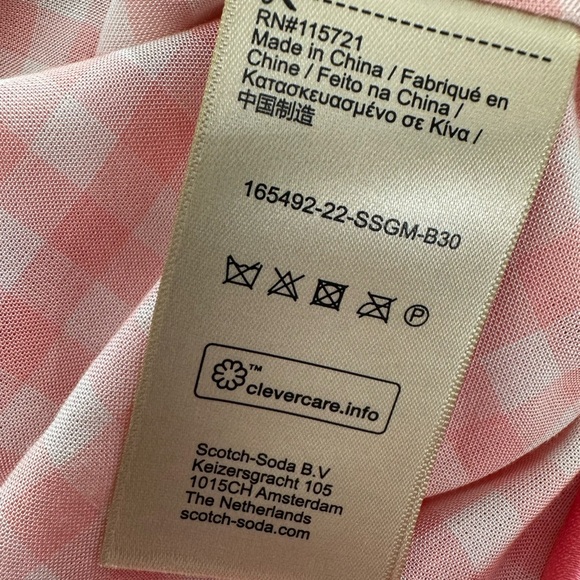 RN#115721
Made in China / Fabriqué en
Chine / Feito na China /
Κατασκευασμένο σε Κίνα /
中国制造
165492-22-SSGM-B30
P
™
clevercare.info
Scotch-Soda B.V
Keizersgracht 105
1015CH Amsterdam
The Netherlands
scotch-soda.com